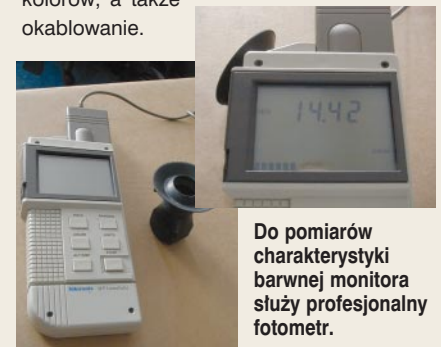 kolorów, a także
okablowanie.
14.42
Do pomiarów
charakterystyki
barwnej monitora
służy profesjonalny
fotometr.
Tektronix